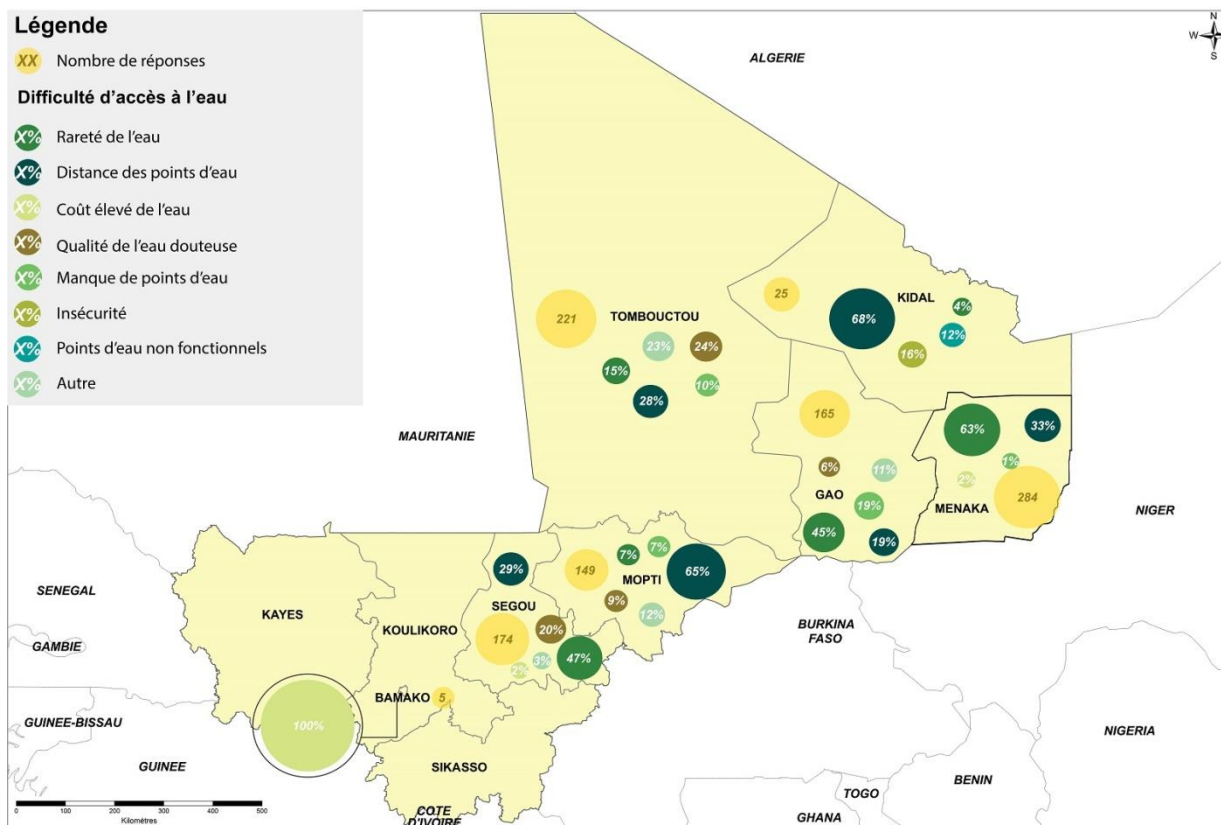 Légende
XX Nombre de réponses
Difficulté d'accès à l'eau
X% Rareté de l'eau
X% Distance des points d'eau
X% Coût élevé de l'eau
X% Qualité de l'eau douteuse
X% Manque de points d'eau
X% Insécurité
X% Points d'eau non fonctionnels
X% Autre
N
W E
S
ALGERIE
25
KIDAL
4%
68%
12%
16%
221
TOMBOUCTOU
23%
24%
15%
10%
28%
MAURITANIE
165
6%
11%
GAO
19%
45%
19%
63%
33%
1%
2%
284
MENAKA
NIGER
29%
SEGOU
174
20%
3%
2%
47%
149
7%
7%
MOPTI
65%
9%
12%
SENEGAL
KAYES
KOULIKORO
GAMBIE
BURKINA
FASO
BAMAKO
5
100%
GUINEE-BISSAU
GUINEE
SIKASSO
NIGERIA
BENIN
TOGO
GHANA
COTE
D'IVOIRE
0 100 200 300 400 500
Kilomètres